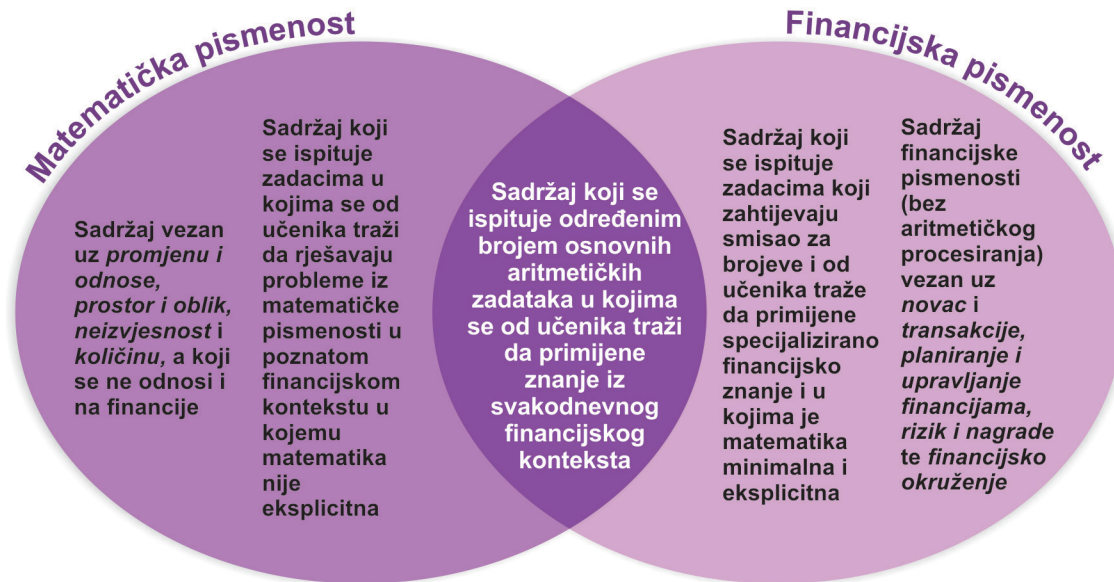 Matematička pismenost
Financijska pismenost
Sadržaj vezan
uz promjenu i
odnose,
prostor i oblik,
neizvjesnost i
količinu, a koji
se ne odnosi i
na financije
Sadržaj koji
se ispituje
zadacima u
kojima se od
učenika traži
da rješavaju
probleme iz
matematičke
pismenosti u
poznatom
financijskom
kontekstu u
kojemu
matematika
nije
eksplicitna
Sadržaj koji se
ispituje određenim
brojem osnovnih
aritmetičkih
zadataka u kojima
se od učenika traži
da primijene
znanje iz
svakodnevnog
financijskog
konteksta
Sadržaj koji
se ispituje
zadacima koji
zahtijevaju
smisao za
brojeve i od
učenika traže
da primijene
specijalizirano
financijsko
znanje i u
kojima je
matematika
minimalna i
eksplicitna
Sadržaj
financijske
pismenosti
(bez
aritmetičkog
procesiranja)
vezan uz
novac i
transakcije,
planiranje i
upravljanje
financijama,
rizik i nagrade
te financijsko
okruženje